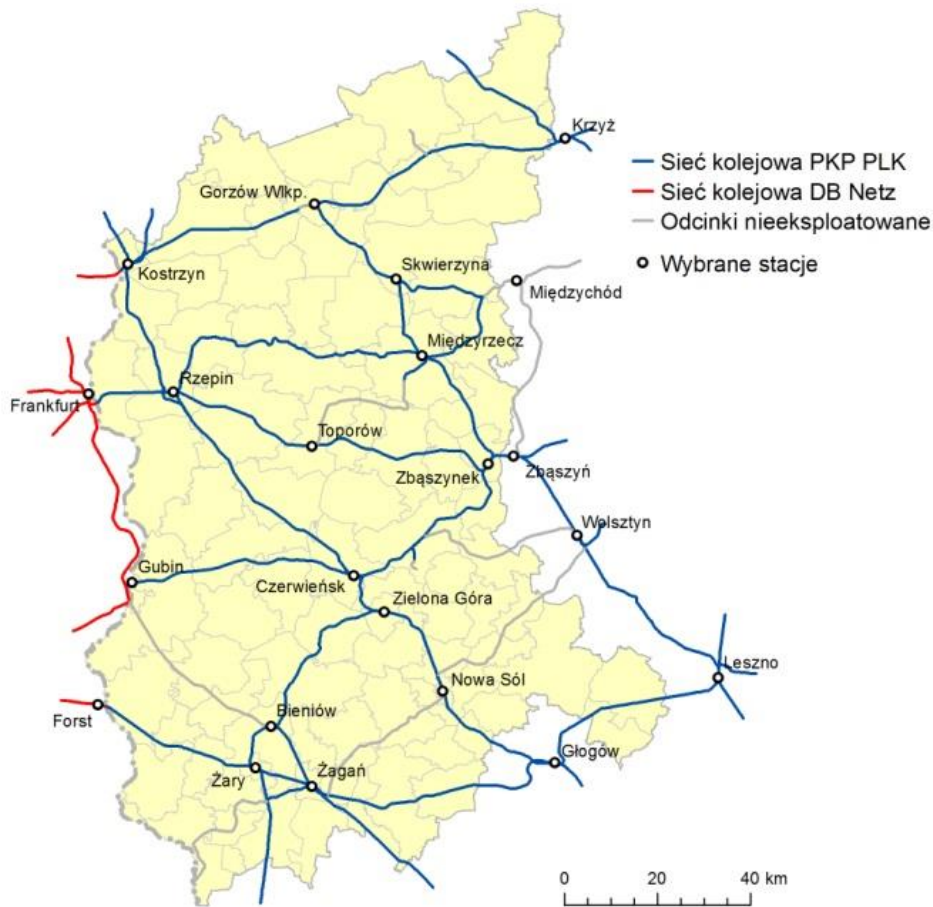 Krzyż
Sieć kolejowa PKP PLK
Sieć kolejowa DB Netz
Gorzów Wlkp.
Odcinki nieeksploatowane
Skwierzyna
Wybrane stacje
Kostrzyn
Międzychód
Międzyrzecz
Rzepin
Frankfurt
Toporów
Zbąszynek
Zbąszyń
Wolsztyn
Gubin
Czerwieńsk
Zielona Góra
Leszno
Nowa Sól
Forst
Bieniów
Głogów
Żary
Żagań
0 20 40 km